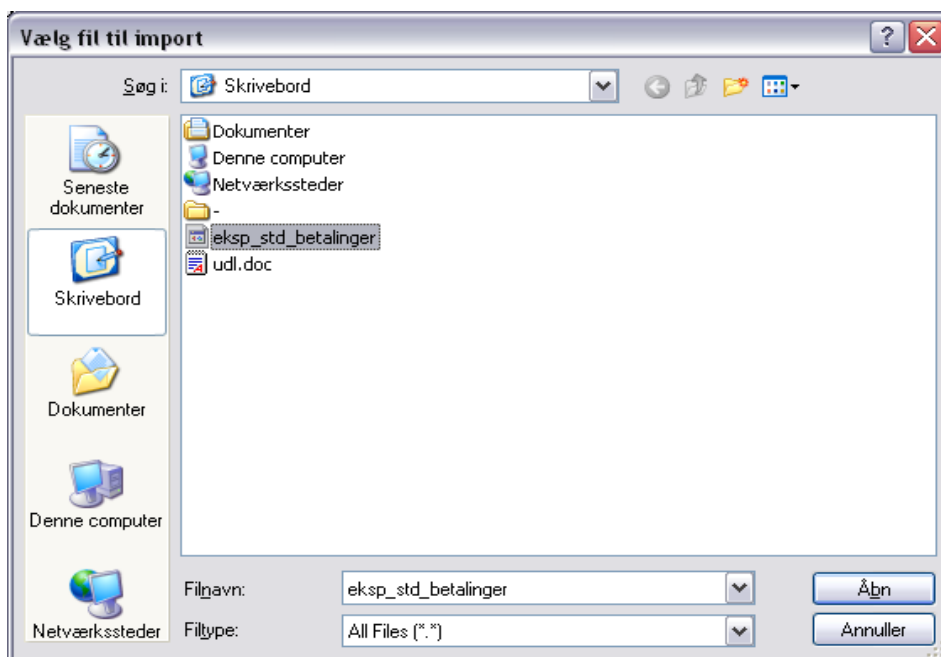 Vælg fil til import
Søg i:
Skrivebord
Seneste
dokumenter
Skrivebord
Dokumenter
Denne computer
Netværkssteder
Dokumenter
Denne computer
Netværkssteder
-
eksp_std_betalinger
udl.doc
Filnavn:
eksp_std_betalinger
Åbn
Filtype:
All Files (*.*)
Annuller